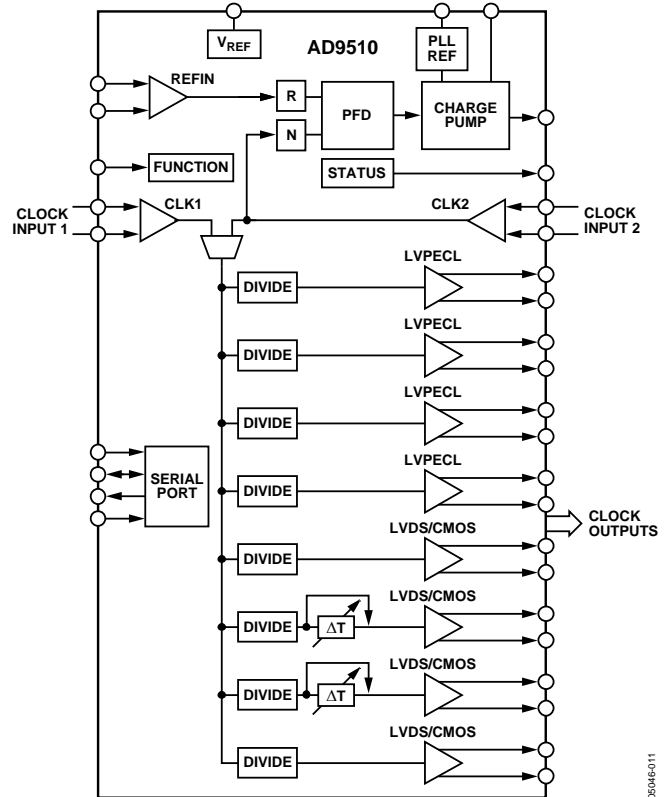 VREF
AD9510
PLL
REF
REFIN
R
PFD
CHARGE
PUMP
N
FUNCTION
STATUS
CLK1
CLK2
CLOCK
INPUT 1
CLOCK
INPUT 2
LVPECL
DIVIDE
LVPECL
DIVIDE
LVPECL
DIVIDE
LVPECL
DIVIDE
SERIAL
PORT
CLOCK
OUTPUTS
LVDS/CMOS
DIVIDE
LVDS/CMOS
DIVIDE
ΔT
LVDS/CMOS
DIVIDE
ΔT
LVDS/CMOS
DIVIDE
05046-011